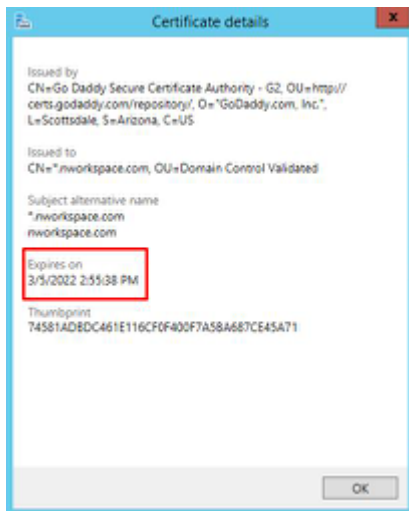 Certificate details
x
Issued by
CN=Go Daddy Secure Certificate Authority - G2, OU=http://
certs.godaddy.com/repository/, O="GoDaddy.com, Inc.",
L=Scottsdale, S=Arizona, C=US
Issued to
CN=*.nworkspace.com, OU=Domain Control Validated
Subject alternative name
*.nworkspace.com
nworkspace.com
Expires on
3/5/2022 2:55:38 PM
Thumbprint
74581ADBDC461E116CF0F400F7A58A687CE45A71
OK